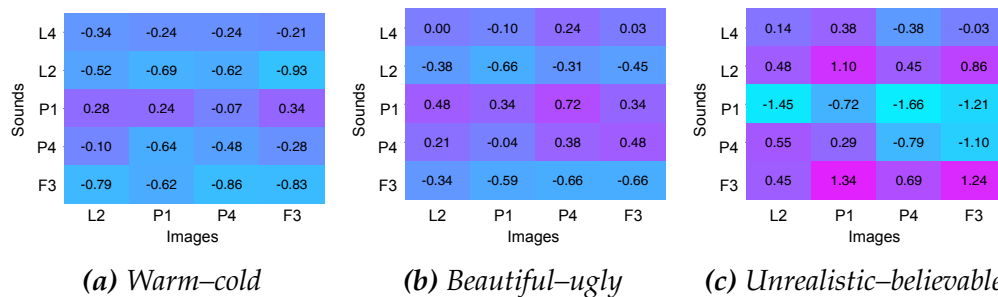 L4 -0.34 -0.24 -0.24 -0.21
L2 -0.52 -0.69 -0.62 -0.93
P1 0.28 0.24 -0.07 0.34
P4 -0.10 -0.64 -0.48 -0.28
F3 -0.79 -0.62 -0.86 -0.83
Sounds
L2 P1 P4 F3
Images
(a) Warm–cold
L4 0.00 -0.10 0.24 0.03
L2 -0.38 -0.66 -0.31 -0.45
P1 0.48 0.34 0.72 0.34
P4 0.21 -0.04 0.38 0.48
F3 -0.34 -0.59 -0.66 -0.66
Sounds
L2 P1 P4 F3
Images
(b) Beautiful–ugly
L4 0.14 0.38 -0.38 -0.03
L2 0.48 1.10 0.45 0.86
P1 -1.45 -0.72 -1.66 -1.21
P4 0.55 0.29 -0.79 -1.10
F3 0.45 1.34 0.69 1.24
Sounds
L2 P1 P4 F3
Images
(c) Unrealistic–believable